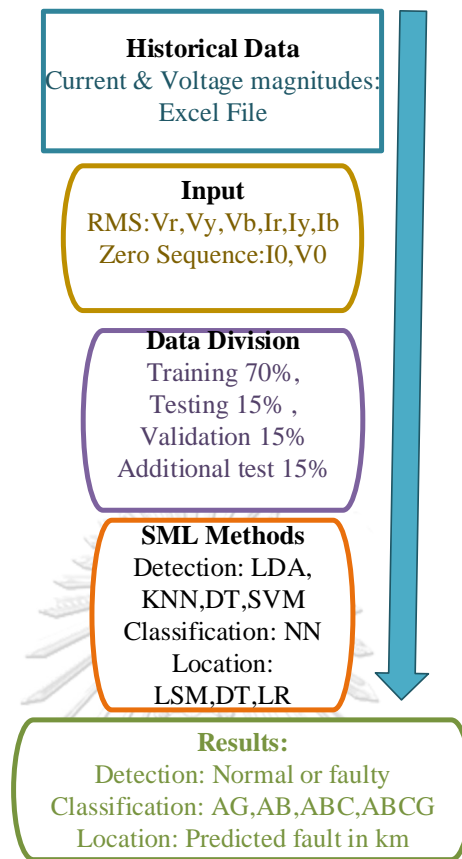 Historical Data
Current & Voltage magnitudes:
Excel File
Input
RMS:Vr,Vy,Vb,Ir,Iy,Ib
Zero Sequence:I0,V0
Data Division
Training 70%,
Testing 15% ,
Validation 15%
Additional test 15%
SML Methods
Detection: LDA,
KNN,DT,SVM
Classification: NN
Location:
LSM,DT,LR
Results:
Detection: Normal or faulty
Classification: AG,AB,ABC,ABCG
Location: Predicted fault in km